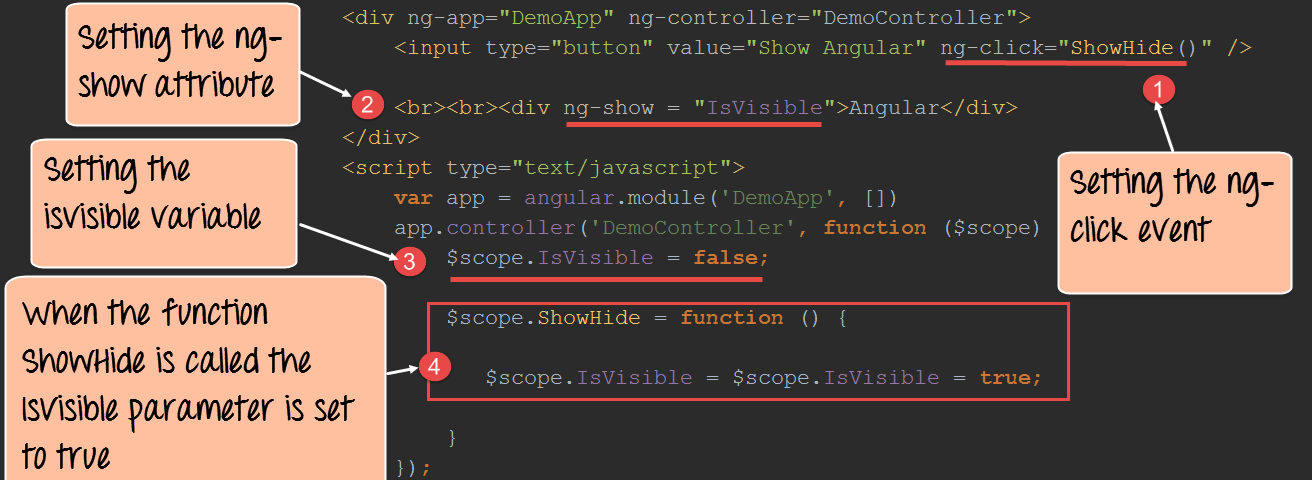 Setting the ng-
show attribute
Setting the
isvisible variable
When the function
ShowHide is called the
IsVisible parameter is set
to true
<div ng-app="DemoApp" ng-controller="DemoController">
<input type="button" value="Show Angular" ng-click="ShowHide()" />
1
2
<br><br><div ng-show = "IsVisible">Angular</div>
</div>
<script type="text/javascript">
var app = angular.module('DemoApp', [])
app.controller('DemoController', function ($scope)
3
$scope.IsVisible = false;
$scope.ShowHide = function () {
4
$scope.IsVisible = $scope.IsVisible = true;
}
});
Setting the ng-
click event